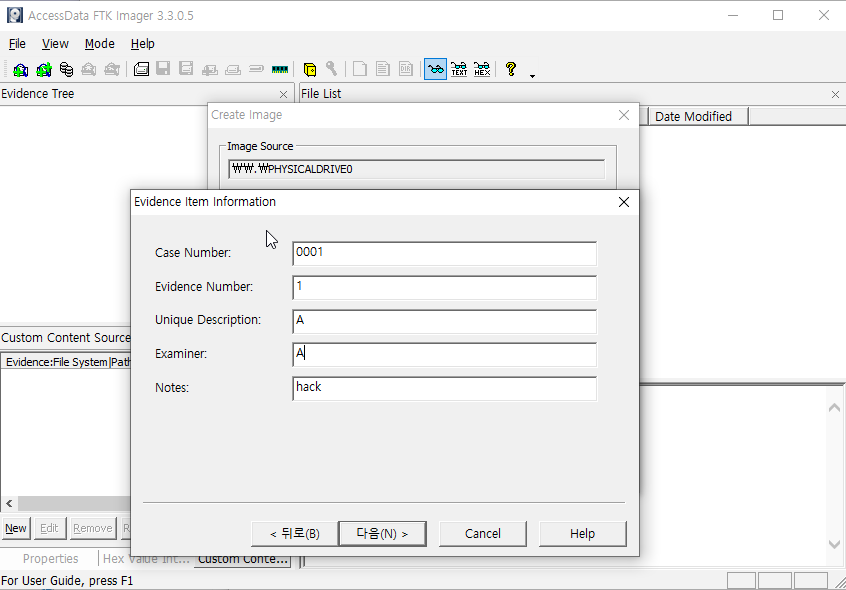 AccessData FTK Imager 3.3.0.5
File View Mode Help
TEXT HEX
Evidence Tree
File List
Create Image
Date Modified
Image Source
₩₩.₩PHYSICALDRIVE0
Evidence Item Information
Case Number: 0001
Evidence Number: 1
Unique Description: A
Custom Content Source
Examiner: A
Evidence:File System|Path
Notes: hack
New Edit Remove R
< 뒤로(B) 다음(N) > Cancel Help
Properties Hex Value Int... Custom Conte...
For User Guide, press F1